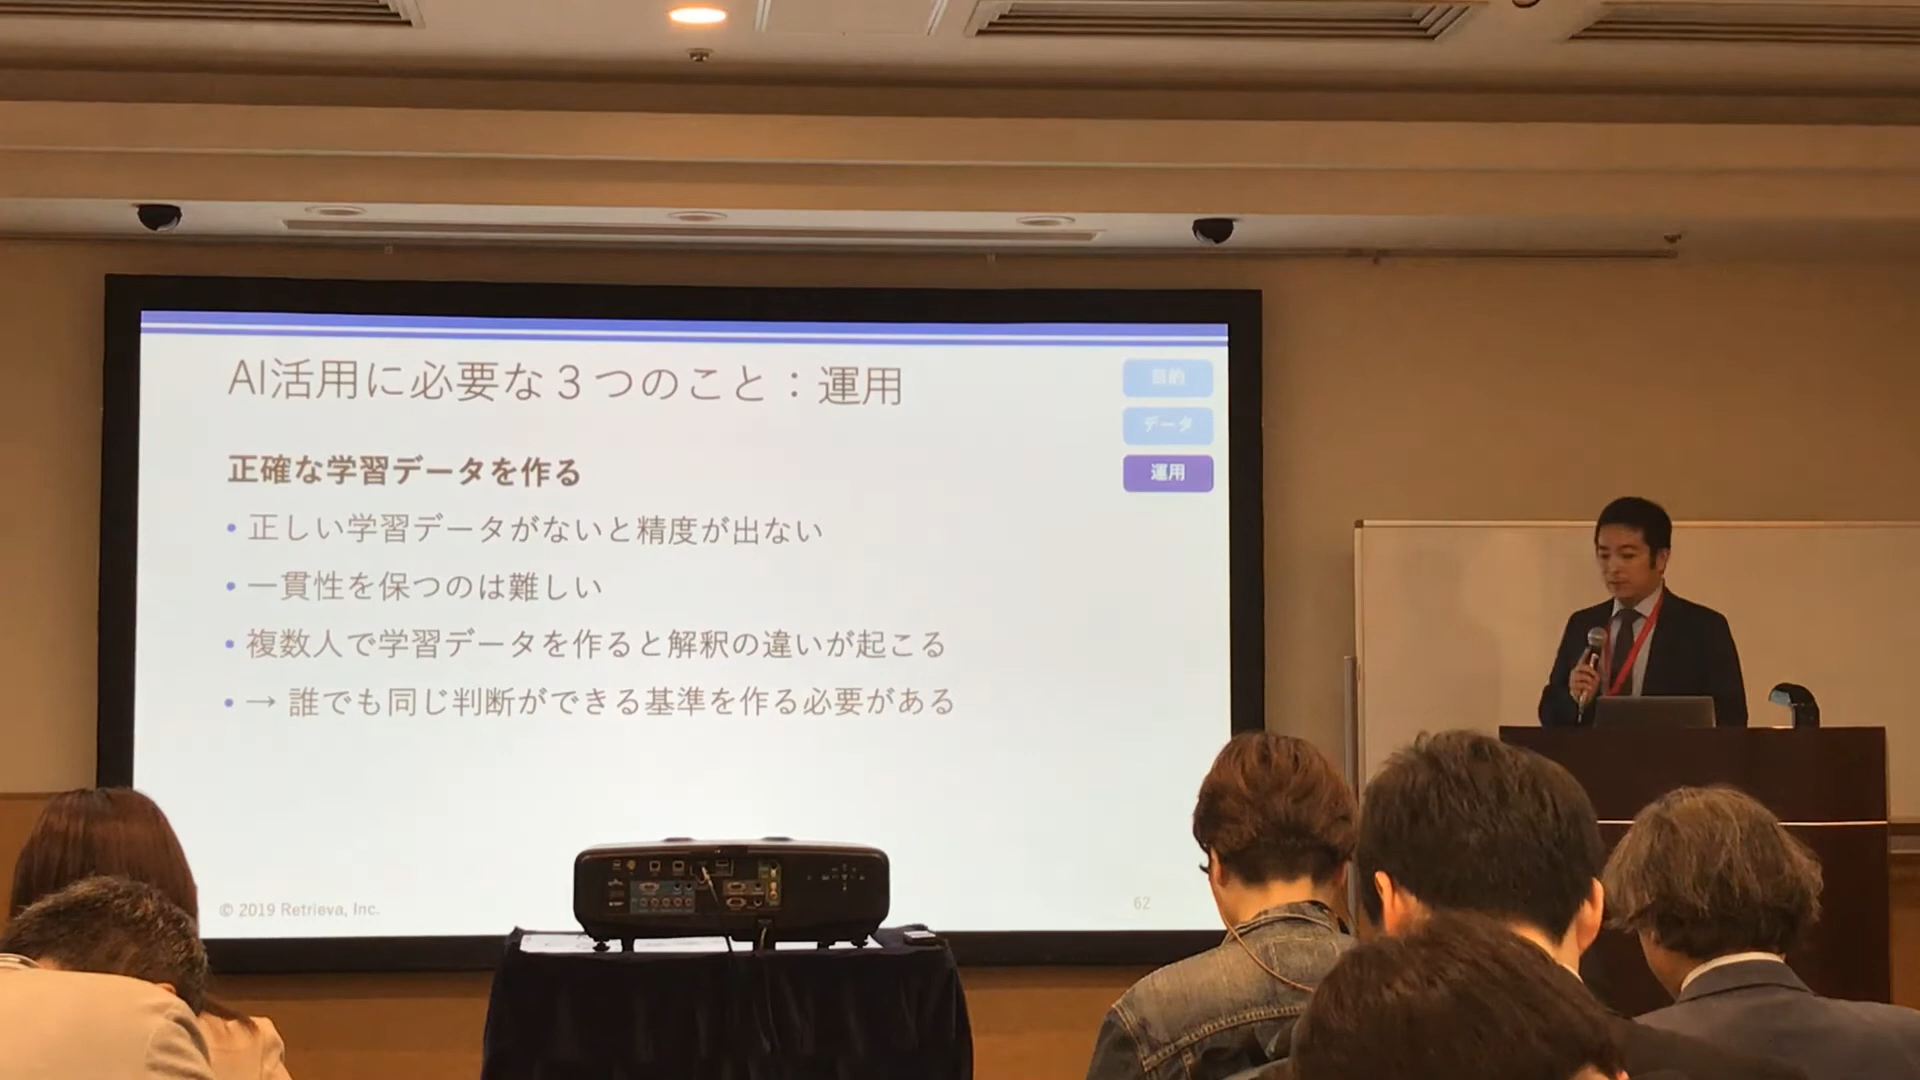 AI活用に必要な３つのこと：運用
目的
データ
運用
正確な学習データを作る
• 正しい学習データがないと精度が出ない
• 一貫性を保つのは難しい
• 複数人で学習データを作ると解釈の違いが起こる
• → 誰でも同じ判断ができる基準を作る必要がある
© 2019 Retrieva, Inc.
62